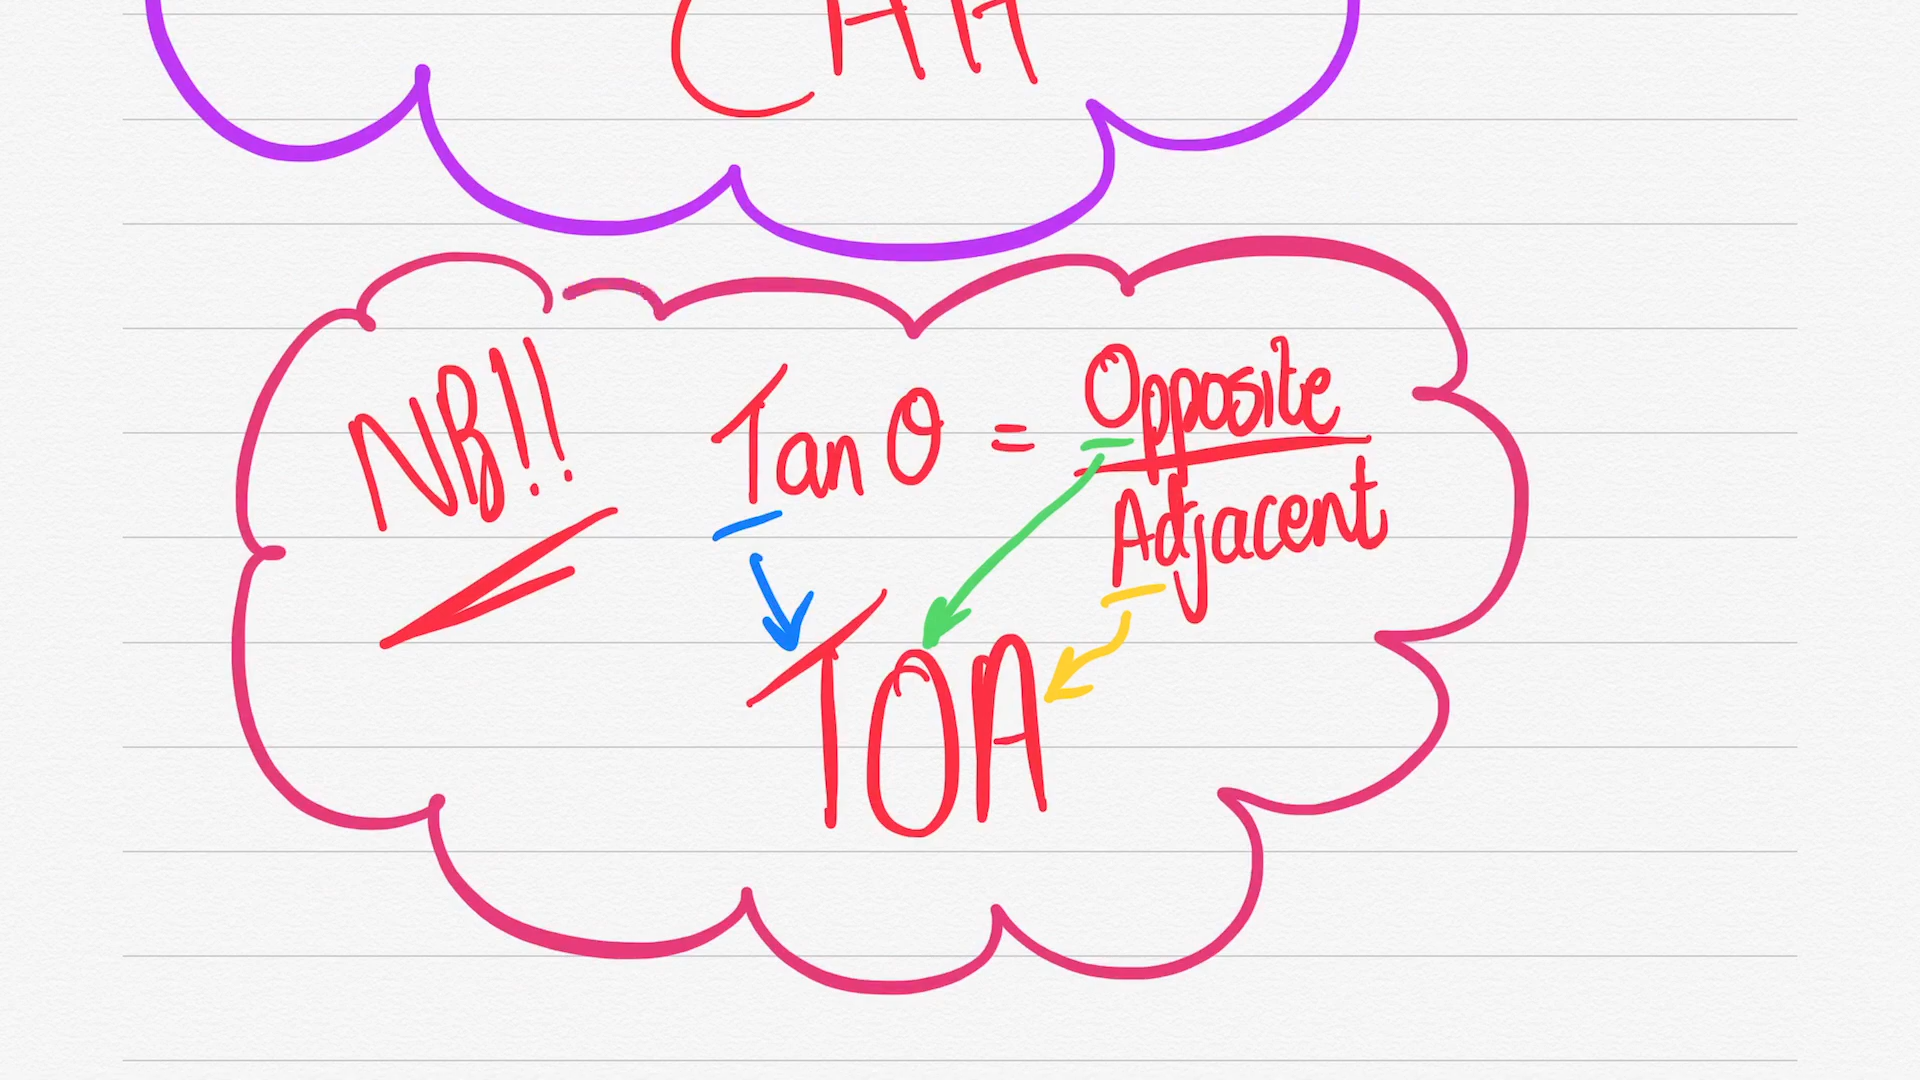 CAH
NB!!
Tan θ = Opposite
Adjacent
TOA